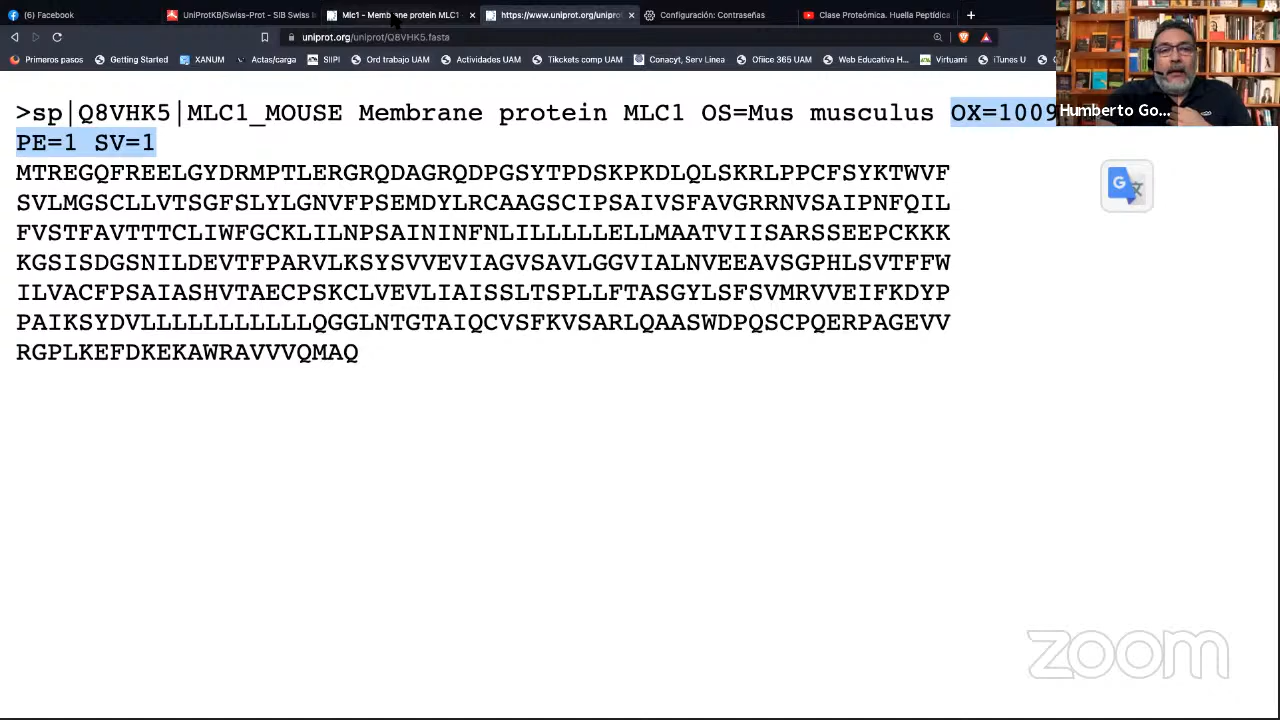 (6) Facebook
UniProtKB/Swiss-Prot - SIB Swiss I
Mlc1 - Membrane protein MLC1
https://www.uniprot.org/unipro
Configuración: Contraseñas
Clase Proteómica. Huella Peptídica
uniprot.org/uniprot/Q8VHK5.fasta
Primeros pasos
Getting Started
XANUM
Actas/carga
SIIPI
Ord trabajo UAM
Actividades UAM
Tikckets comp UAM
Conacyt, Serv Linea
Ofiice 365 UAM
Web Educativa H...
Virtuami
iTunes U
Humberto Go...
>sp|Q8VHK5|MLC1_MOUSE Membrane protein MLC1 OS=Mus musculus OX=1009
PE=1 SV=1
MTREGQFREELGYDRMPTLERGRQDAGRQDPGSYTPDSKPKDLQLSKRLPPCFSYKTWVF
SVLMGSCLLVTSGFSLYLGNVFPSEMDYLRCAAGSCIPSAIVSFAVGRRNVSAIPNFQIL
FVSTFAVTTTCLIWFGCKLILNPSAININFNLILLLLLELLMAATVIISARSSEEPCKKK
KGSISDGSNILDEVTFPARVLKSYSVVEVIAGVSAVLGGVIALNVEEAVSGPHLSVTFFW
ILVACFPSAIASHVTAECPSKCLVEVLIAISSLTSPLLFTASGYLSFSVMRVVEIFKDYP
PAIKSYDVLLLLLLLLLLLQGGLNTGTAIQCVSFKVSARLQAASWDPQSCPQERPAGEVV
RGPLKEFDKEKAWRAVVVQMAQ
zoom